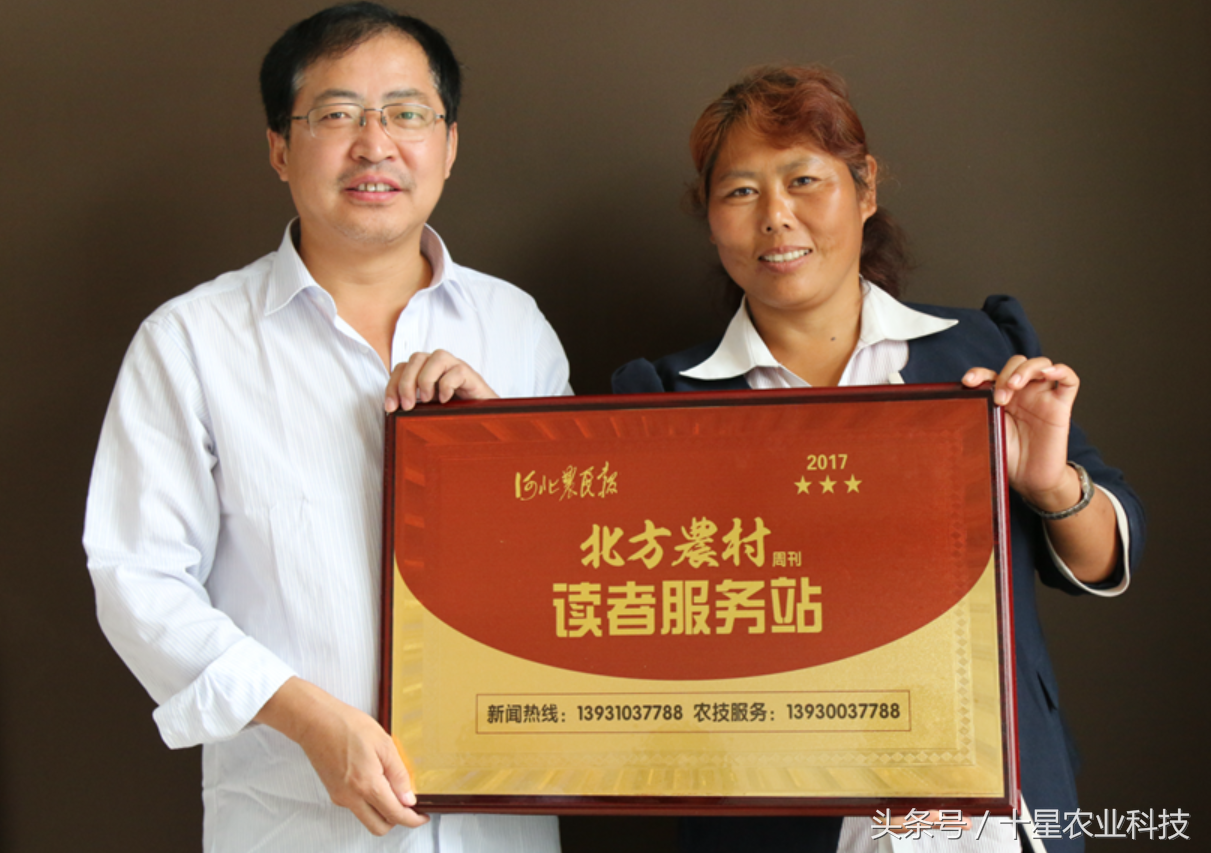 河北农民报
2017
★★★
北方農村周刊
读者服务站
新闻热线：13931037788 农技服务：13930037788
头条号 / 十星农业科技